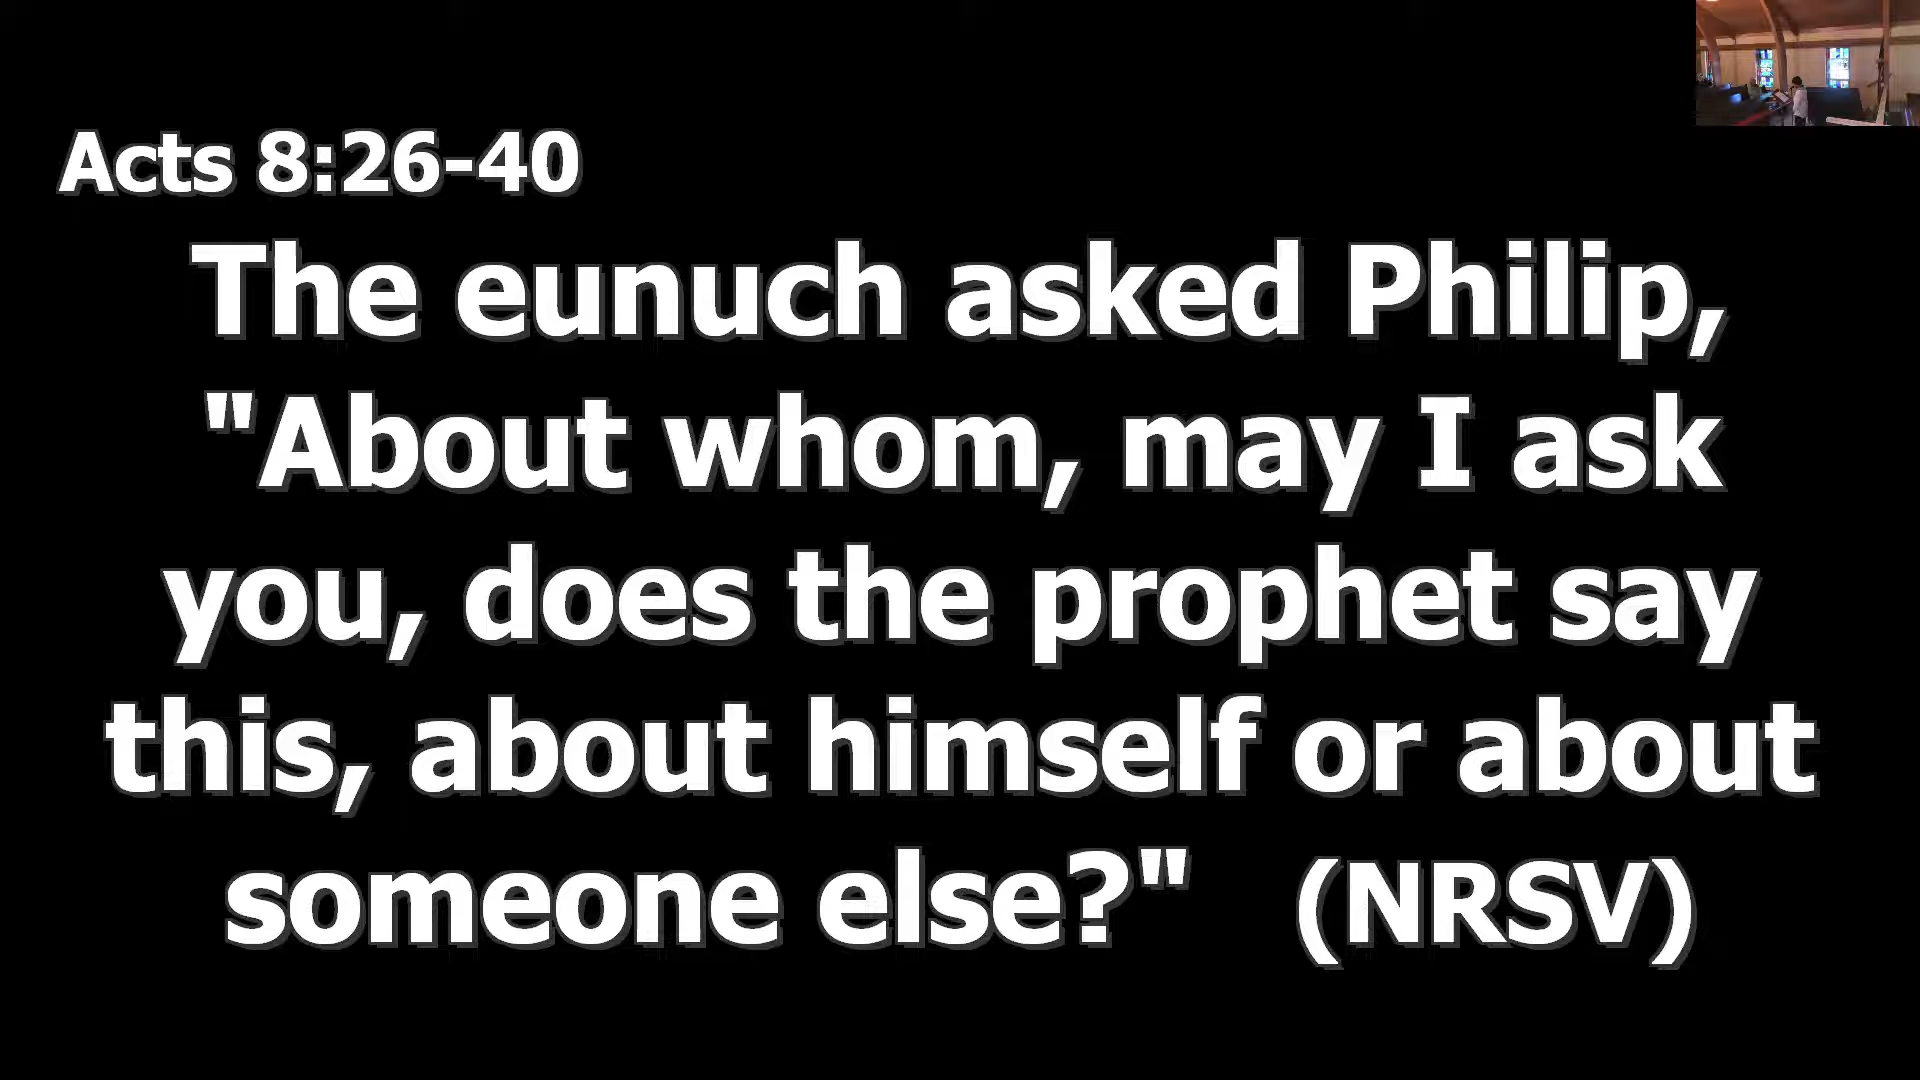 Acts 8:26-40
The eunuch asked Philip,
"About whom, may I ask
you, does the prophet say
this, about himself or about
someone else?" (NRSV)